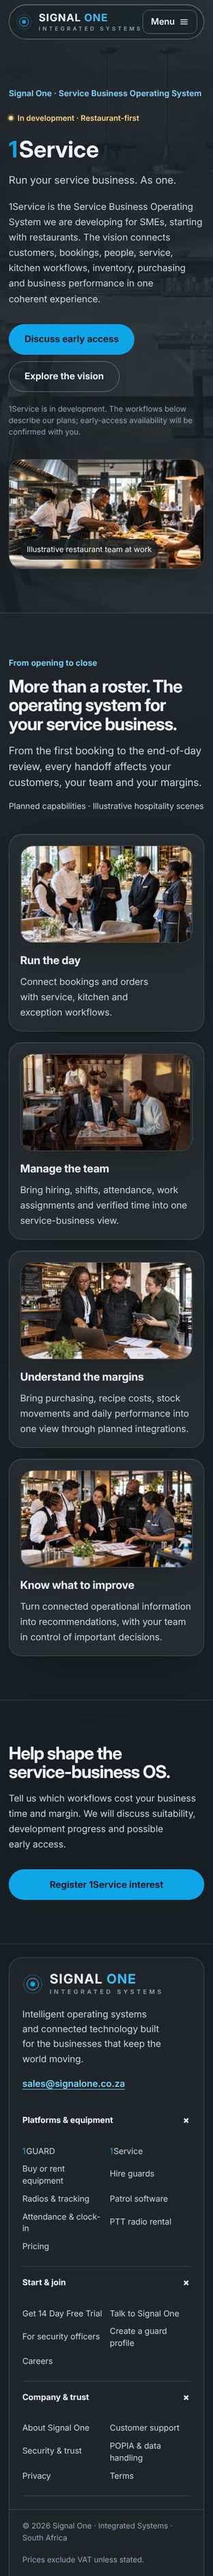 SIGNAL ONE
INTEGRATED SYSTEMS
Menu
Signal One · Service Business Operating System
In development · Restaurant-first
1Service
Run your service business. As one.
1Service is the Service Business Operating
System we are developing for SMEs, starting
with restaurants. The vision connects
customers, bookings, people, service,
kitchen workflows, inventory, purchasing
and business performance in one
coherent experience.
Discuss early access
Explore the vision
1Service is in development. The workflows below
describe our plans; early-access availability will be
confirmed with you.
Illustrative restaurant team at work
From opening to close
More than a roster. The
operating system for
your service business.
From the first booking to the end-of-day
review, every handoff affects your
customers, your team and your margins.
Planned capabilities · Illustrative hospitality scenes
Run the day
Connect bookings and orders
with service, kitchen and
exception workflows.
Manage the team
Bring hiring, shifts, attendance, work
assignments and verified time into one
service-business view.
Understand the margins
Bring purchasing, recipe costs, stock
movements and daily performance into
one view through planned integrations.
Know what to improve
Turn connected operational information
into recommendations, with your team
in control of important decisions.
Help shape the
service-business OS.
Tell us which workflows cost your business
time and margin. We will discuss suitability,
development progress and possible
early access.
Register 1Service interest
SIGNAL ONE
INTEGRATED SYSTEMS
Intelligent operating systems
and connected technology built
for the businesses that keep the
world moving.
sales@signalone.co.za
Platforms & equipment ×
1GUARD 1Service
Buy or rent
equipment Hire guards
Radios & tracking Patrol software
Attendance & clock-
in PTT radio rental
Pricing
Start & join ×
Get 14 Day Free Trial Talk to Signal One
For security officers Create a guard
profile
Careers
Company & trust ×
About Signal One Customer support
Security & trust POPIA & data
handling
Privacy Terms
© 2026 Signal One · Integrated Systems ·
South Africa
Prices exclude VAT unless stated.